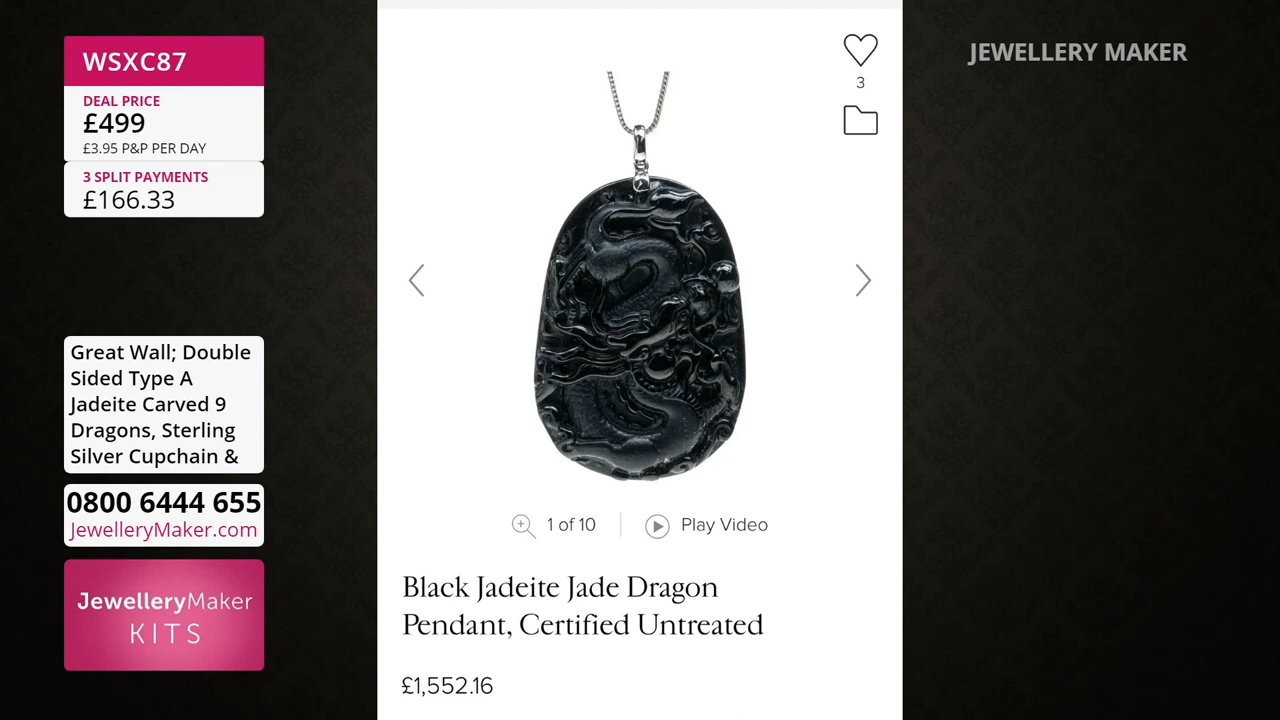 WSXC87
DEAL PRICE
£499
£3.95 P&P PER DAY
3 SPLIT PAYMENTS
£166.33
Great Wall; Double
Sided Type A
Jadeite Carved 9
Dragons, Sterling
Silver Cupchain &
0800 6444 655
JewelleryMaker.com
JewelleryMaker
KITS
3
1 of 10
Play Video
Black Jadeite Jade Dragon
Pendant, Certified Untreated
£1,552.16
JEWELLERY MAKER